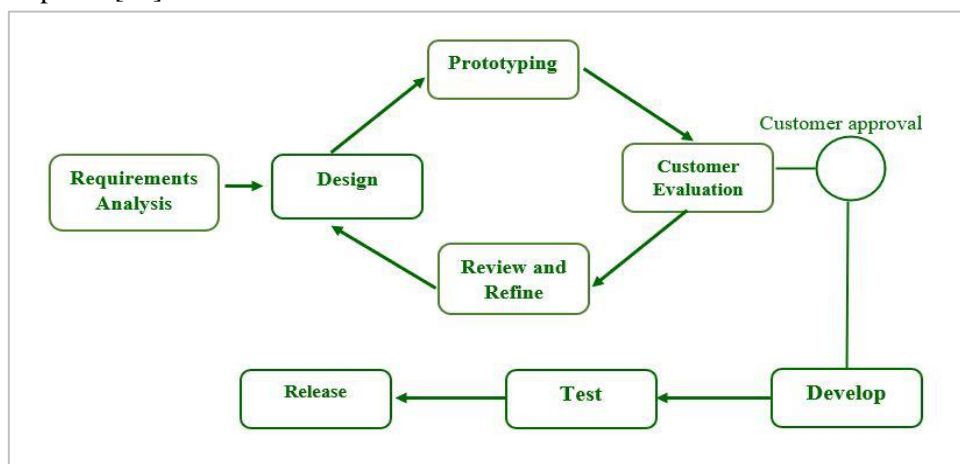 Prototyping
Customer approval
Requirements
Analysis
Design
Customer
Evaluation
Review and
Refine
Release
Test
Develop